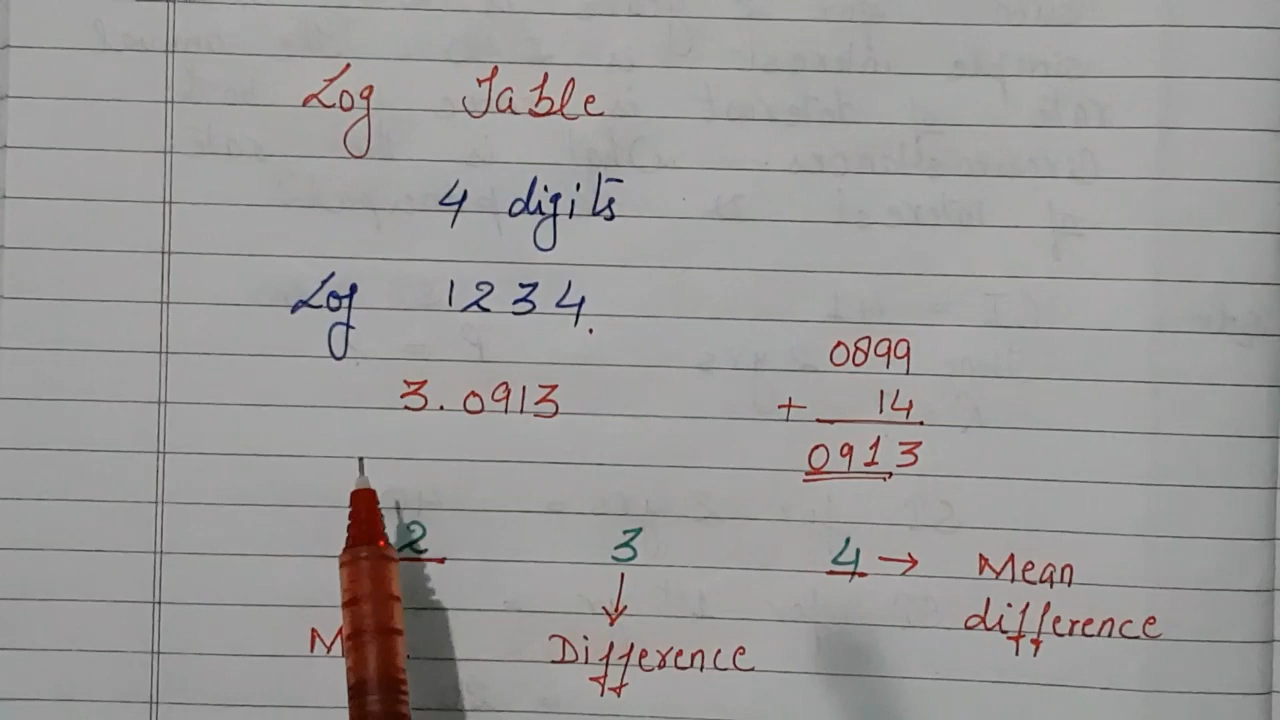 Log Table
4 digits
Log 1234.
3.0913
0899
+ 14
0913
2 3 4 → Mean
difference
Difference